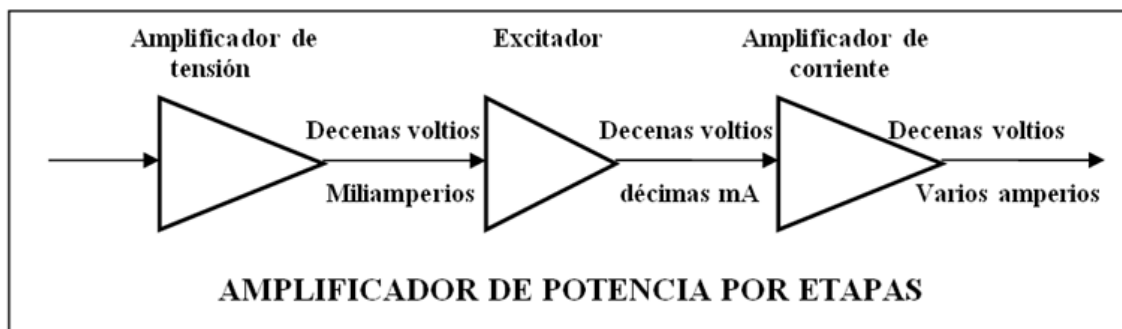 Amplificador de
tensión
Excitador
Amplificador de
corriente
Decenas voltios
Miliamperios
Decenas voltios
décimas mA
Decenas voltios
Varios amperios
AMPLIFICADOR DE POTENCIA POR ETAPAS